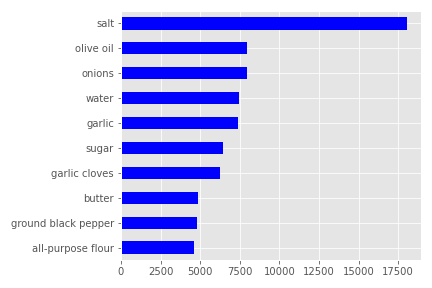 salt
olive oil
onions
water
garlic
sugar
garlic cloves
butter
ground black pepper
all-purpose flour
0 2500 5000 7500 10000 12500 15000 17500